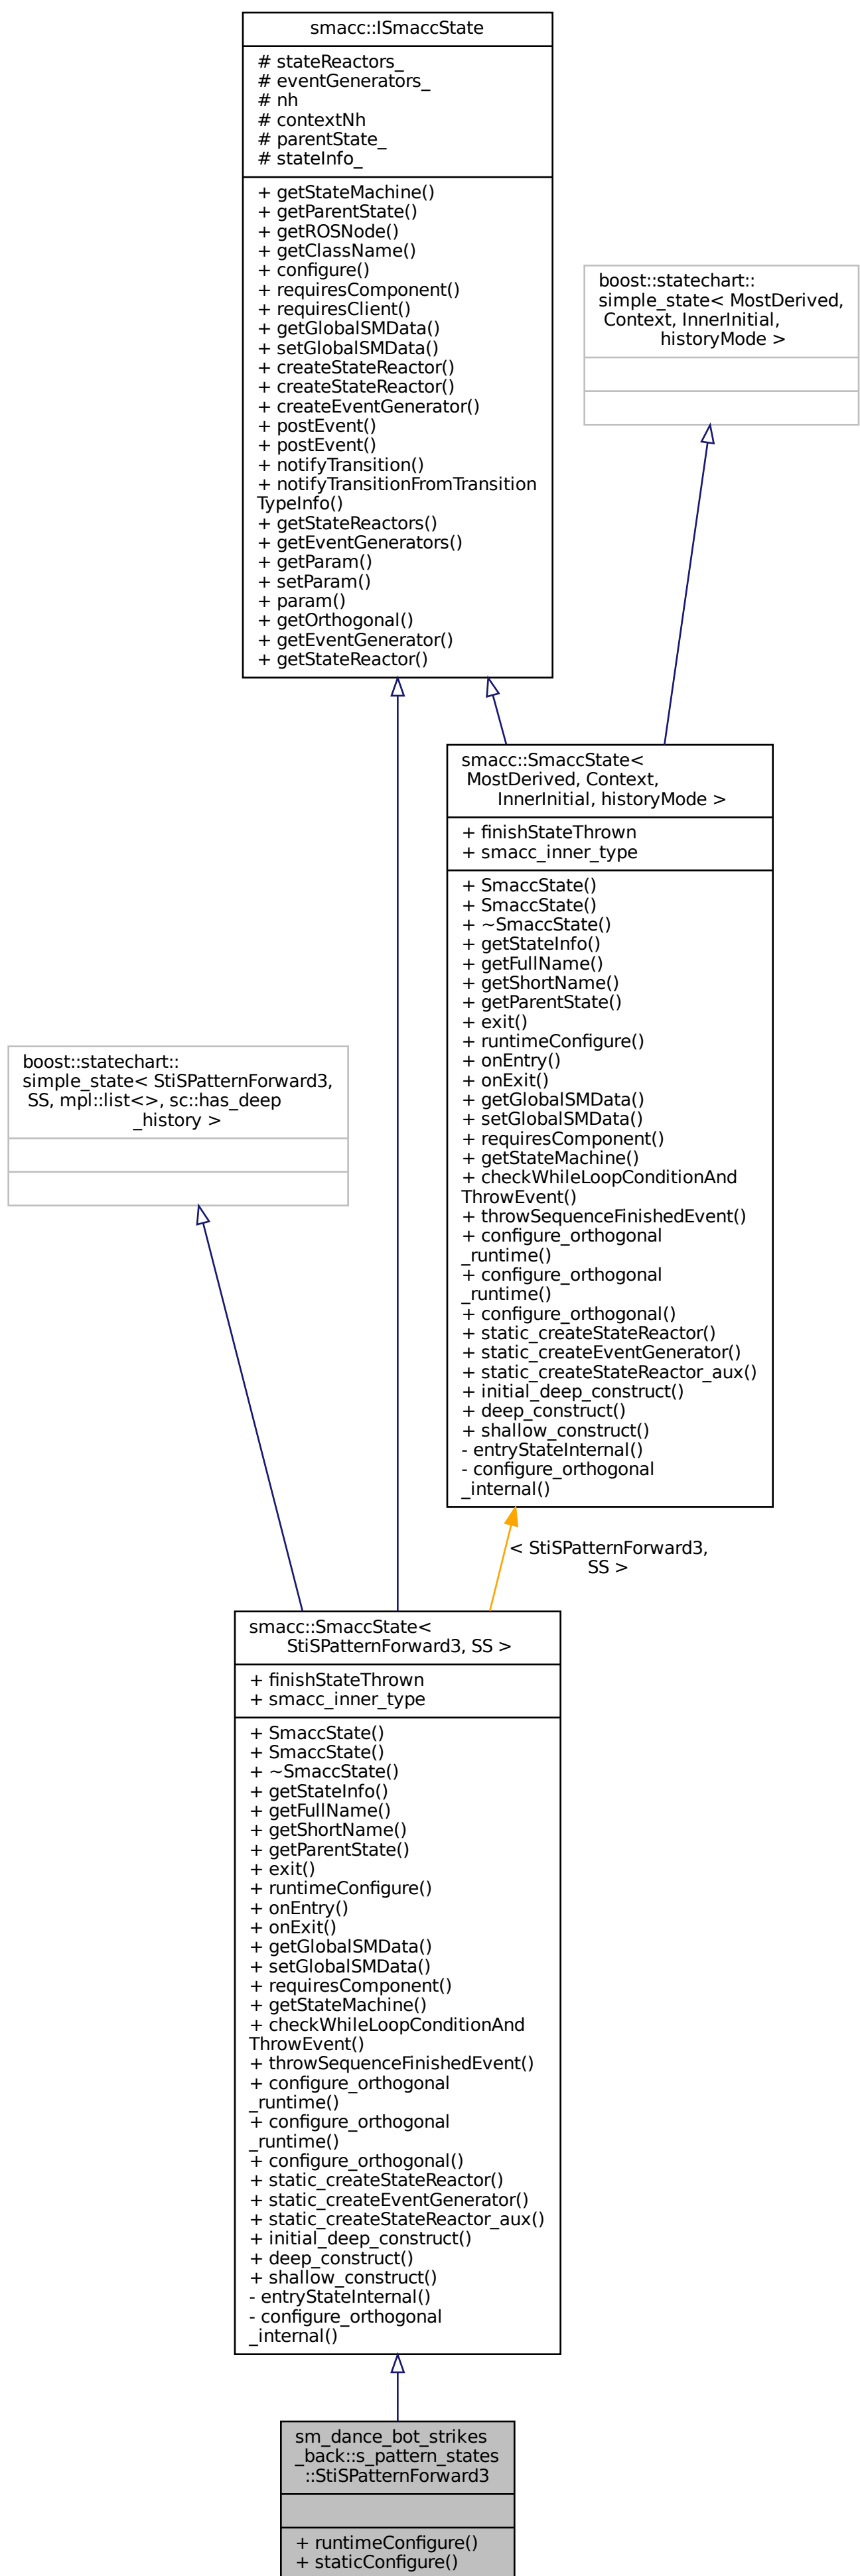 smacc::ISmaccState
# stateReactors_
# eventGenerators_
# nh
# contextNh
# parentState_
# stateInfo_
+ getStateMachine()
+ getParentState()
+ getROSNode()
+ getClassName()
+ configure()
+ requiresComponent()
+ requiresClient()
+ getGlobalSMData()
+ setGlobalSMData()
+ createStateReactor()
+ createStateReactor()
+ createEventGenerator()
+ postEvent()
+ postEvent()
+ notifyTransition()
+ notifyTransitionFromTransition
TypeInfo()
+ getStateReactors()
+ getEventGenerators()
+ getParam()
+ setParam()
+ param()
+ getOrthogonal()
+ getEventGenerator()
+ getStateReactor()
boost::statechart::
simple_state< MostDerived,
Context, InnerInitial,
historyMode >
smacc::SmaccState<
MostDerived, Context,
InnerInitial, historyMode >
+ finishStateThrown
+ smacc_inner_type
+ SmaccState()
+ SmaccState()
+ ~SmaccState()
+ getStateInfo()
+ getFullName()
+ getShortName()
+ getParentState()
+ exit()
+ runtimeConfigure()
+ onEntry()
+ onExit()
+ getGlobalSMData()
+ setGlobalSMData()
+ requiresComponent()
+ getStateMachine()
+ checkWhileLoopConditionAnd
ThrowEvent()
+ throwSequenceFinishedEvent()
+ configure_orthogonal
_runtime()
+ configure_orthogonal
_runtime()
+ configure_orthogonal()
+ static_createStateReactor()
+ static_createEventGenerator()
+ static_createStateReactor_aux()
+ initial_deep_construct()
+ deep_construct()
+ shallow_construct()
- entryStateInternal()
- configure_orthogonal
_internal()
boost::statechart::
simple_state< StiSPatternForward3,
SS, mpl::list<>, sc::has_deep
_history >
< StiSPatternForward3,
SS >
smacc::SmaccState<
StiSPatternForward3, SS >
+ finishStateThrown
+ smacc_inner_type
+ SmaccState()
+ SmaccState()
+ ~SmaccState()
+ getStateInfo()
+ getFullName()
+ getShortName()
+ getParentState()
+ exit()
+ runtimeConfigure()
+ onEntry()
+ onExit()
+ getGlobalSMData()
+ setGlobalSMData()
+ requiresComponent()
+ getStateMachine()
+ checkWhileLoopConditionAnd
ThrowEvent()
+ throwSequenceFinishedEvent()
+ configure_orthogonal
_runtime()
+ configure_orthogonal
_runtime()
+ configure_orthogonal()
+ static_createStateReactor()
+ static_createEventGenerator()
+ static_createStateReactor_aux()
+ initial_deep_construct()
+ deep_construct()
+ shallow_construct()
- entryStateInternal()
- configure_orthogonal
_internal()
sm_dance_bot_strikes
_back::s_pattern_states
::StiSPatternForward3
+ runtimeConfigure()
+ staticConfigure()